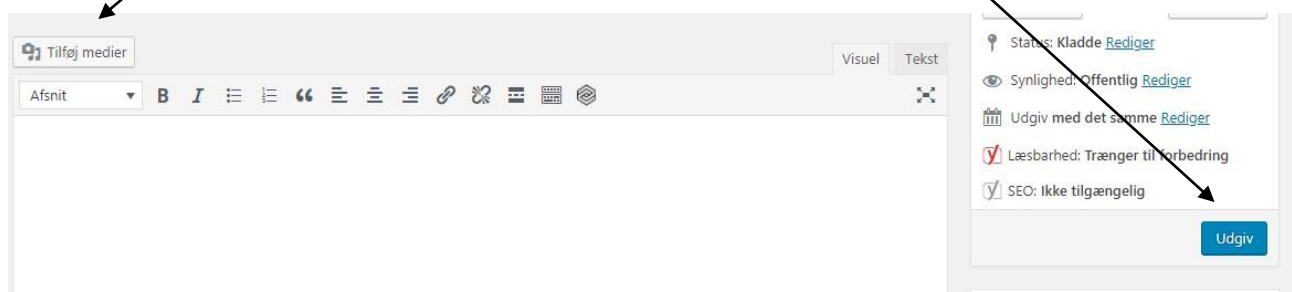 Tilføj medier
Visuel Tekst
Afsnit
Status: Kladde Rediger
Synlighed: Offentlig Rediger
Udgiv med det samme Rediger
Læsbarhed: Trænger til forbedring
SEO: Ikke tilgængelig
Udgiv